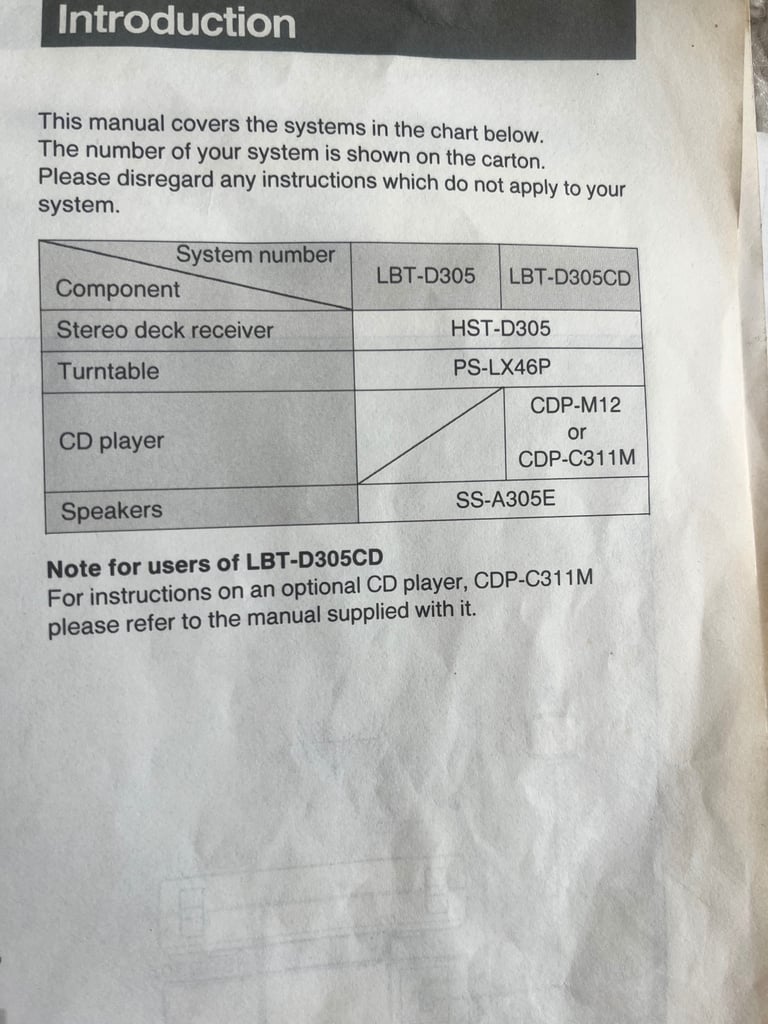 Introduction
This manual covers the systems in the chart below.
The number of your system is shown on the carton.
Please disregard any instructions which do not apply to your
system.
System number
Component
LBT-D305
LBT-D305CD
Stereo deck receiver
HST-D305
Turntable
PS-LX46P
CD player
CDP-M12
or
CDP-C311M
Speakers
SS-A305E
Note for users of LBT-D305CD
For instructions on an optional CD player, CDP-C311M
please refer to the manual supplied with it.